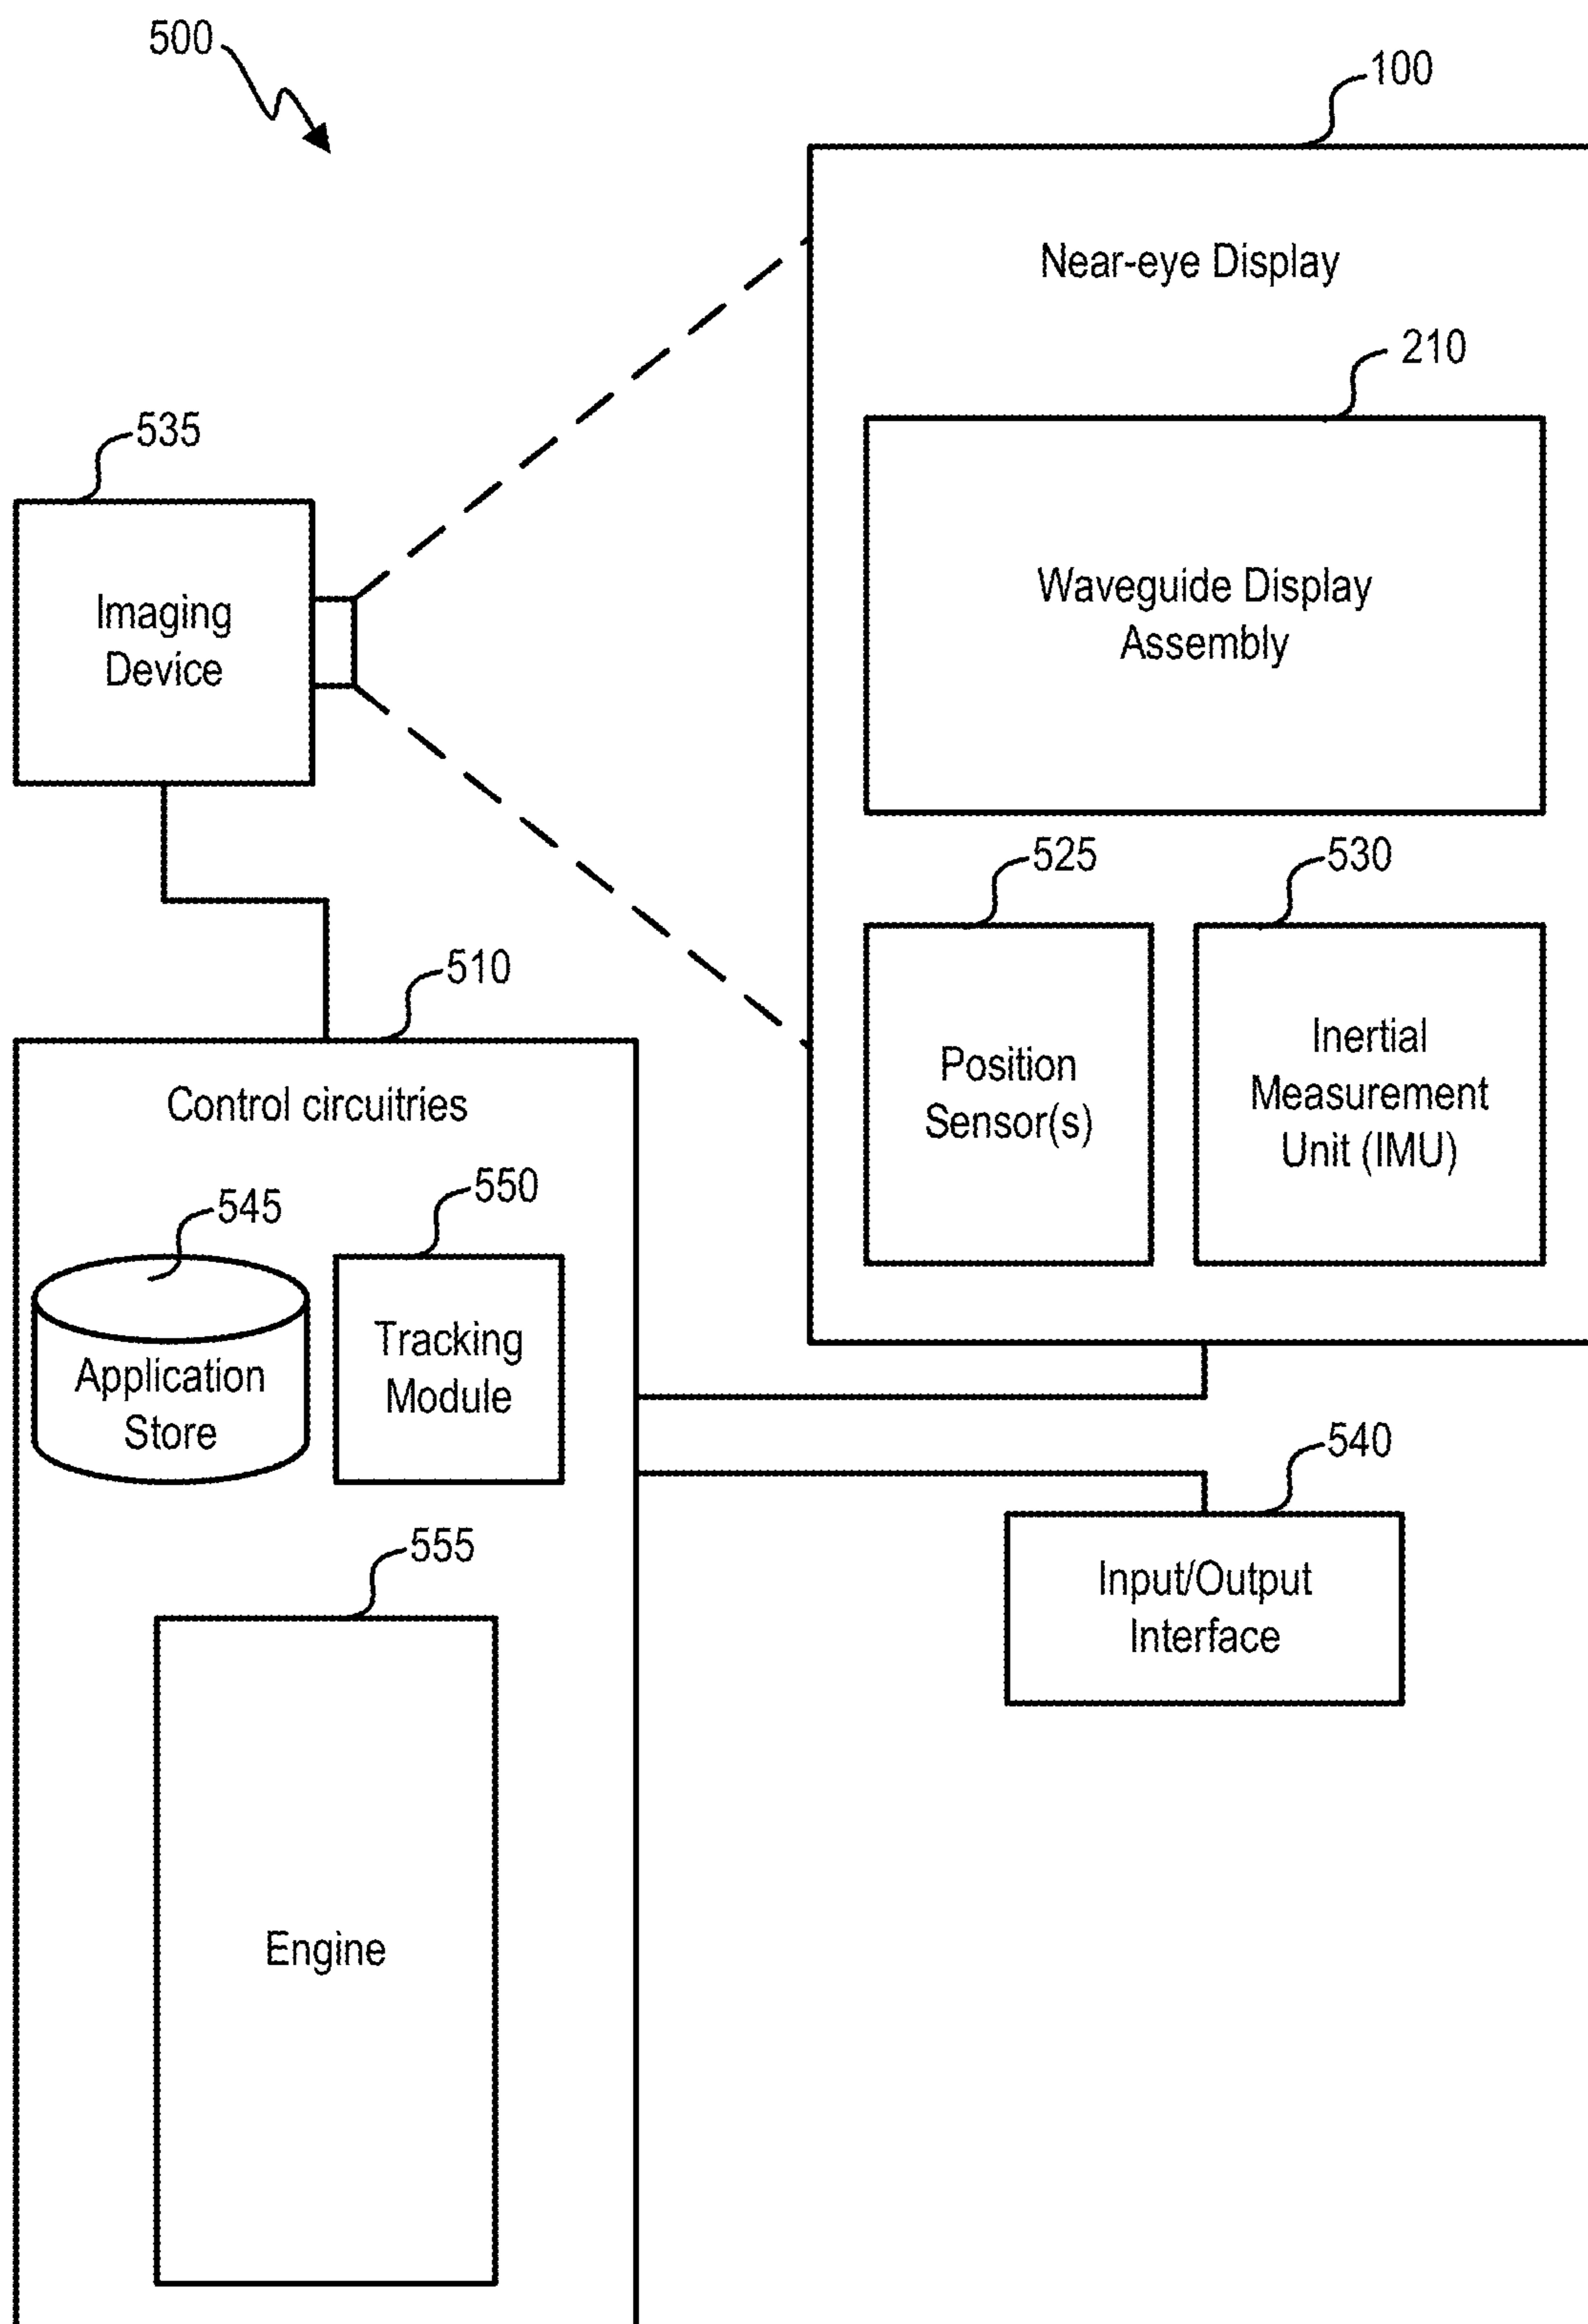 500
100
Near-eye Display
210
535
Waveguide Display
Assembly
Imaging
Device
525
530
510
Position
Sensor(s)
Inertial
Measurement
Unit (IMU)
Control circuitries
545
550
Application
Store
Tracking
Module
540
555
Input/Output
Interface
Engine